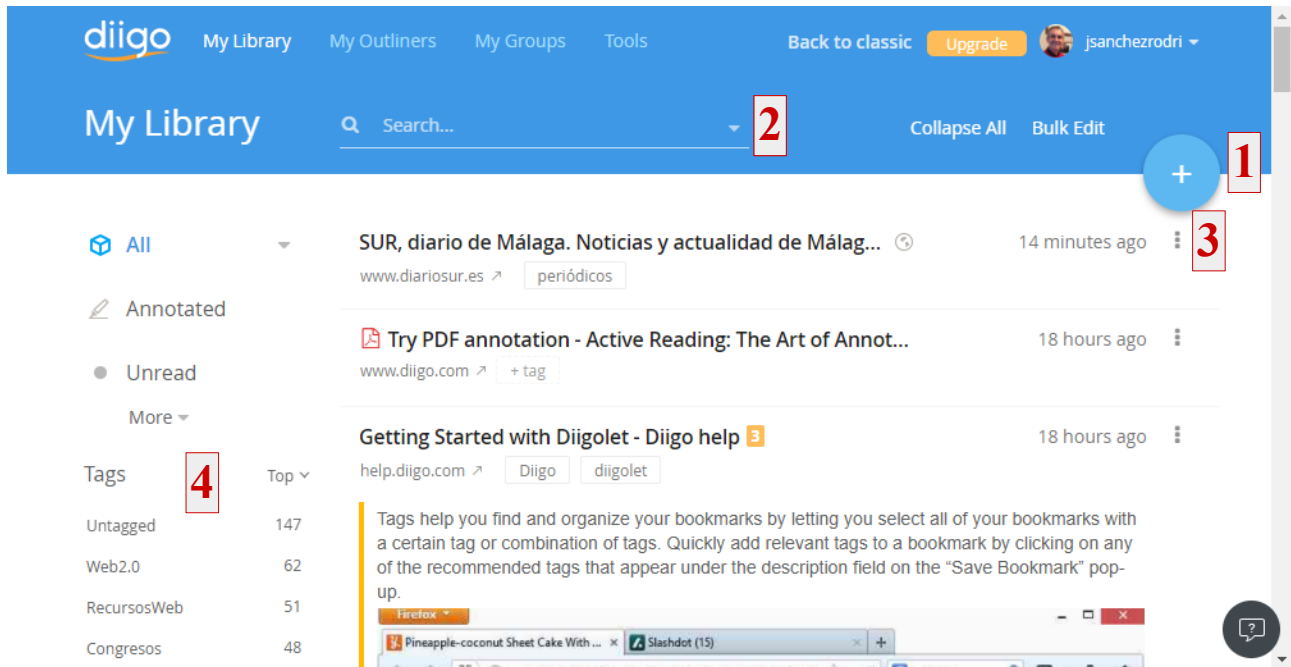 diigo My Library My Outliners My Groups Tools Back to classic Upgrade jsanchezrodri
My Library Search... 2 Collapse All Bulk Edit
+ 1
All
SUR, diario de Málaga. Noticias y actualidad de Málag... 14 minutes ago 3
www.diariosur.es periódicos
Annotated
Try PDF annotation - Active Reading: The Art of Annot... 18 hours ago
www.diigo.com + tag
Unread
More
Getting Started with Diigolet - Diigo help 3 18 hours ago
help.diigo.com Diigo diigolet
Tags 4 Top
Untagged 147
Web2.0 62
RecursosWeb 51
Congresos 48
Tags help you find and organize your bookmarks by letting you select all of your bookmarks with
a certain tag or combination of tags. Quickly add relevant tags to a bookmark by clicking on any
of the recommended tags that appear under the description field on the “Save Bookmark” pop-
up.
Firefox
Pineapple-coconut Sheet Cake With ... × Slashdot (15) × +
?